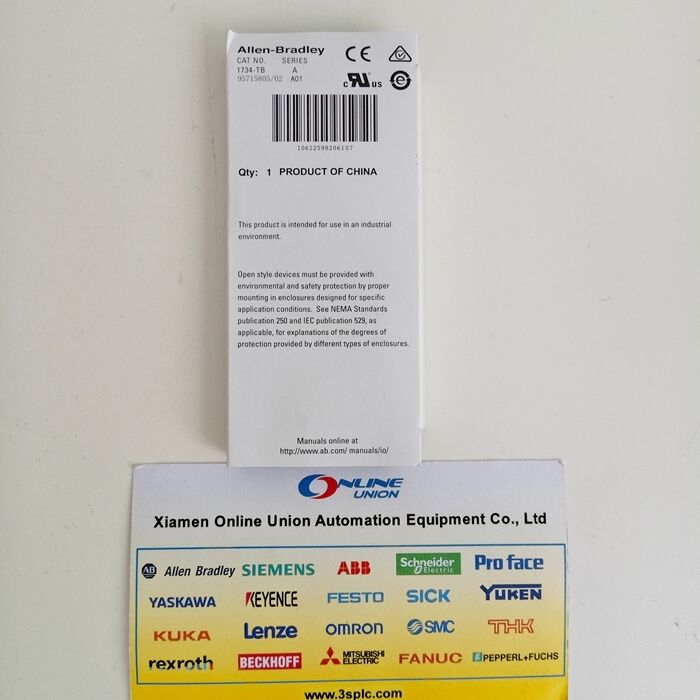 Allen-Bradley
CAT NO. SERIES
1734-TB A
95715805/02 A01
CE
c RU US
10612598206107
Qty: 1 PRODUCT OF CHINA
This product is intended for use in an industrial
environment.
Open style devices must be provided with
environmental and safety protection by proper
mounting in enclosures designed for specific
application conditions. See NEMA Standards
publication 250 and IEC publication 529, as
applicable, for explanations of the degrees of
protection provided by different types of enclosures.
Manuals online at
http://www.ab.com/ manuals/io/
ONLINE
UNION
Xiamen Online Union Automation Equipment Co., Ltd
AB Allen Bradley SIEMENS ABB Schneider Electric Pro face
YASKAWA KEYENCE FESTO SICK YUKEN
KUKA Lenze OMRON SMC THK
rexroth BECKHOFF MITSUBISHI ELECTRIC FANUC PEPPERL+FUCHS
www.3splc.com